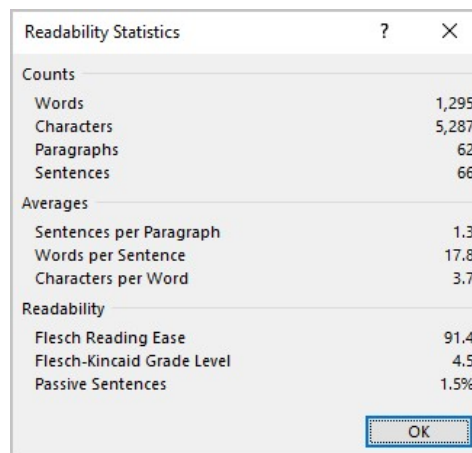 Readability Statistics ?
Counts
Words 1,295
Characters 5,287
Paragraphs 62
Sentences 66
Averages
Sentences per Paragraph 1.3
Words per Sentence 17.8
Characters per Word 3.7
Readability
Flesch Reading Ease 91.4
Flesch-Kincaid Grade Level 4.5
Passive Sentences 1.5%
OK